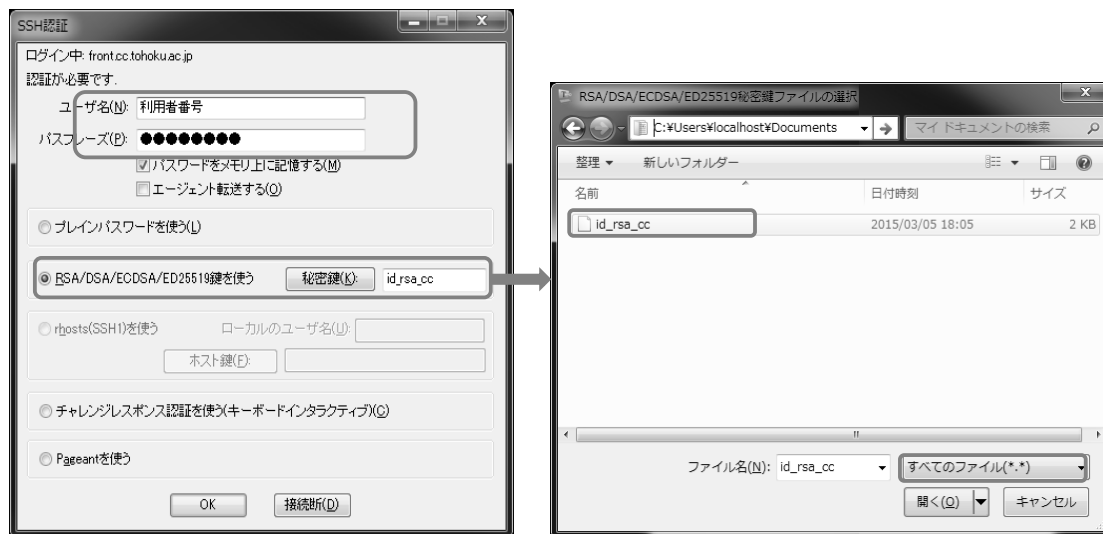 SSH認証
ログイン中: front.cc.tohoku.ac.jp
認証が必要です.
ユーザ名(N): 利用者番号
パスフレーズ(P): ●●●●●●●●
パスワードをメモリ上に記憶する(M)
エージェント転送する(O)
プレインパスワードを使う(L)
RSA/DSA/ECDSA/ED25519鍵を使う 秘密鍵(K): id_rsa_cc
rhosts(SSH1)を使う ローカルのユーザ名(U):
ホスト鍵(F):
チャレンジレスポンス認証を使う(キーボードインタラクティブ)(C)
Pageantを使う
OK 接続断(D)
RSA/DSA/ECDSA/ED25519秘密鍵ファイルの選択
C:¥Users¥localhost¥Documents マイ ドキュメントの検索
整理 新しいフォルダー
名前 日付時刻 サイズ
id_rsa_cc 2015/03/05 18:05 2 KB
ファイル名(N): id_rsa_cc すべてのファイル(*.*)
開く(O) キャンセル